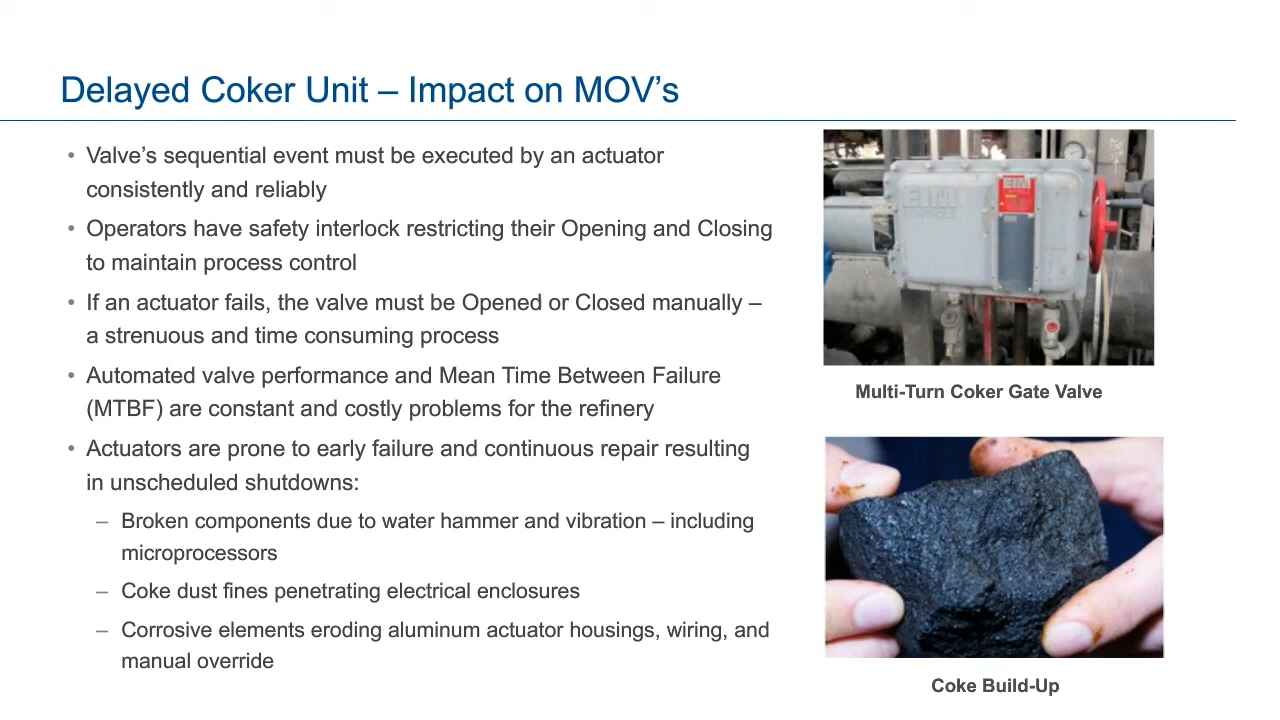 Delayed Coker Unit – Impact on MOV’s
• Valve’s sequential event must be executed by an actuator
consistently and reliably
• Operators have safety interlock restricting their Opening and Closing
to maintain process control
• If an actuator fails, the valve must be Opened or Closed manually –
a strenuous and time consuming process
• Automated valve performance and Mean Time Between Failure
(MTBF) are constant and costly problems for the refinery
• Actuators are prone to early failure and continuous repair resulting
in unscheduled shutdowns:
– Broken components due to water hammer and vibration – including
microprocessors
– Coke dust fines penetrating electrical enclosures
– Corrosive elements eroding aluminum actuator housings, wiring, and
manual override
EIM
EIM
CONTROLS
Multi-Turn Coker Gate Valve
Coke Build-Up